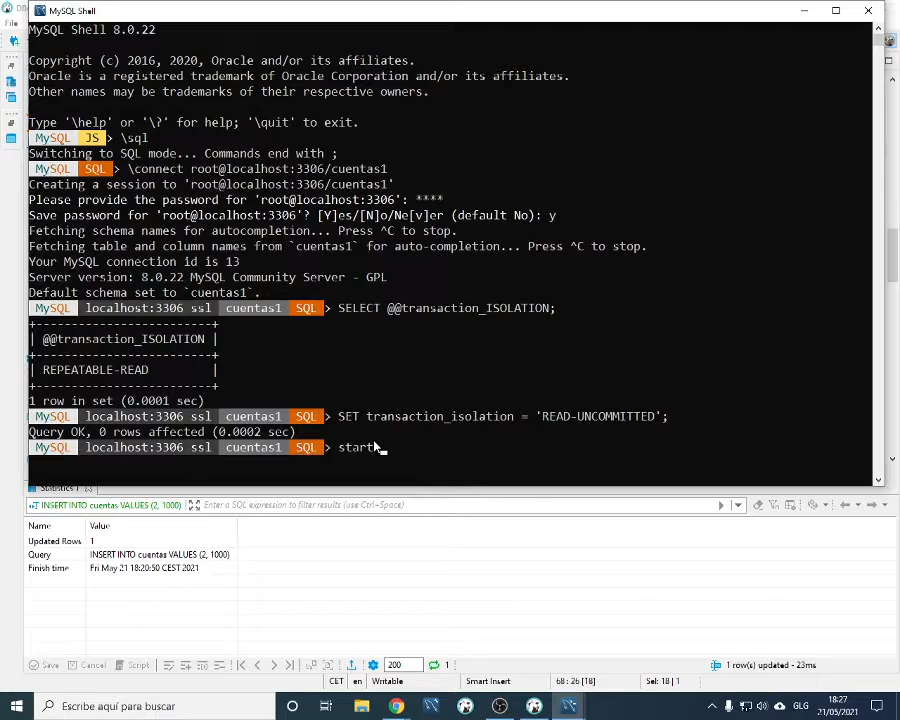 MySQL Shell
MySQL Shell 8.0.22
Copyright (c) 2016, 2020, Oracle and/or its affiliates.
Oracle is a registered trademark of Oracle Corporation and/or its affiliates.
Other names may be trademarks of their respective owners.
Type '\help' or '\?' for help; '\quit' to exit.
MySQL JS > \sql
Switching to SQL mode... Commands end with ;
MySQL SQL > \connect root@localhost:3306/cuentas1
Creating a session to 'root@localhost:3306/cuentas1'
Please provide the password for 'root@localhost:3306': ****
Save password for 'root@localhost:3306'? [Y]es/[N]o/Ne[v]er (default No): y
Fetching schema names for autocompletion... Press ^C to stop.
Fetching table and column names from `cuentas1` for auto-completion... Press ^C to stop.
Your MySQL connection id is 13
Server version: 8.0.22 MySQL Community Server - GPL
Default schema set to `cuentas1`.
MySQL localhost:3306 ssl cuentas1 SQL > SELECT @@transaction_ISOLATION;
+-------------------------+
| @@transaction_ISOLATION |
+-------------------------+
| REPEATABLE-READ |
+-------------------------+
1 row in set (0.0001 sec)
MySQL localhost:3306 ssl cuentas1 SQL > SET transaction_isolation = 'READ-UNCOMMITTED';
Query OK, 0 rows affected (0.0002 sec)
MySQL localhost:3306 ssl cuentas1 SQL > start
Statistics 1
INSERT INTO cuentas VALUES (2, 1000) Enter a SQL expression to filter results (use Ctrl+Space)
Name Value
Updated Rows 1
Query INSERT INTO cuentas VALUES (2, 1000)
Finish time Fri May 21 18:20:50 CEST 2021
Save Cancel Script 200 1 1 row(s) updated - 23ms
CET en Writable Smart Insert 68 : 26 [18] Sel: 18 | 1
Escribe aquí para buscar
GLG
18:27
21/05/2021